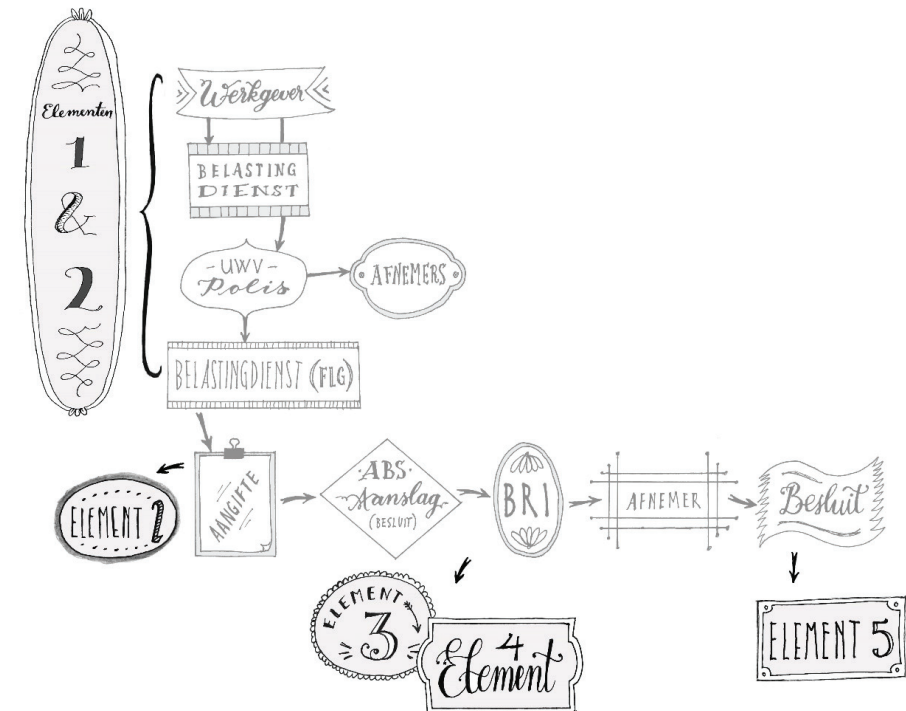 Elementen
1
&
2
Werkgever
BELASTING
DIENST
- UWV -
Polis
AFNEMERS
BELASTINGDIENST (FLG)
ELEMENT 2
AANGIFTE
ABS
Aanslag
(BESLUIT)
BRI
AFNEMER
Besluit
ELEMENT
3
4
Element
ELEMENT 5